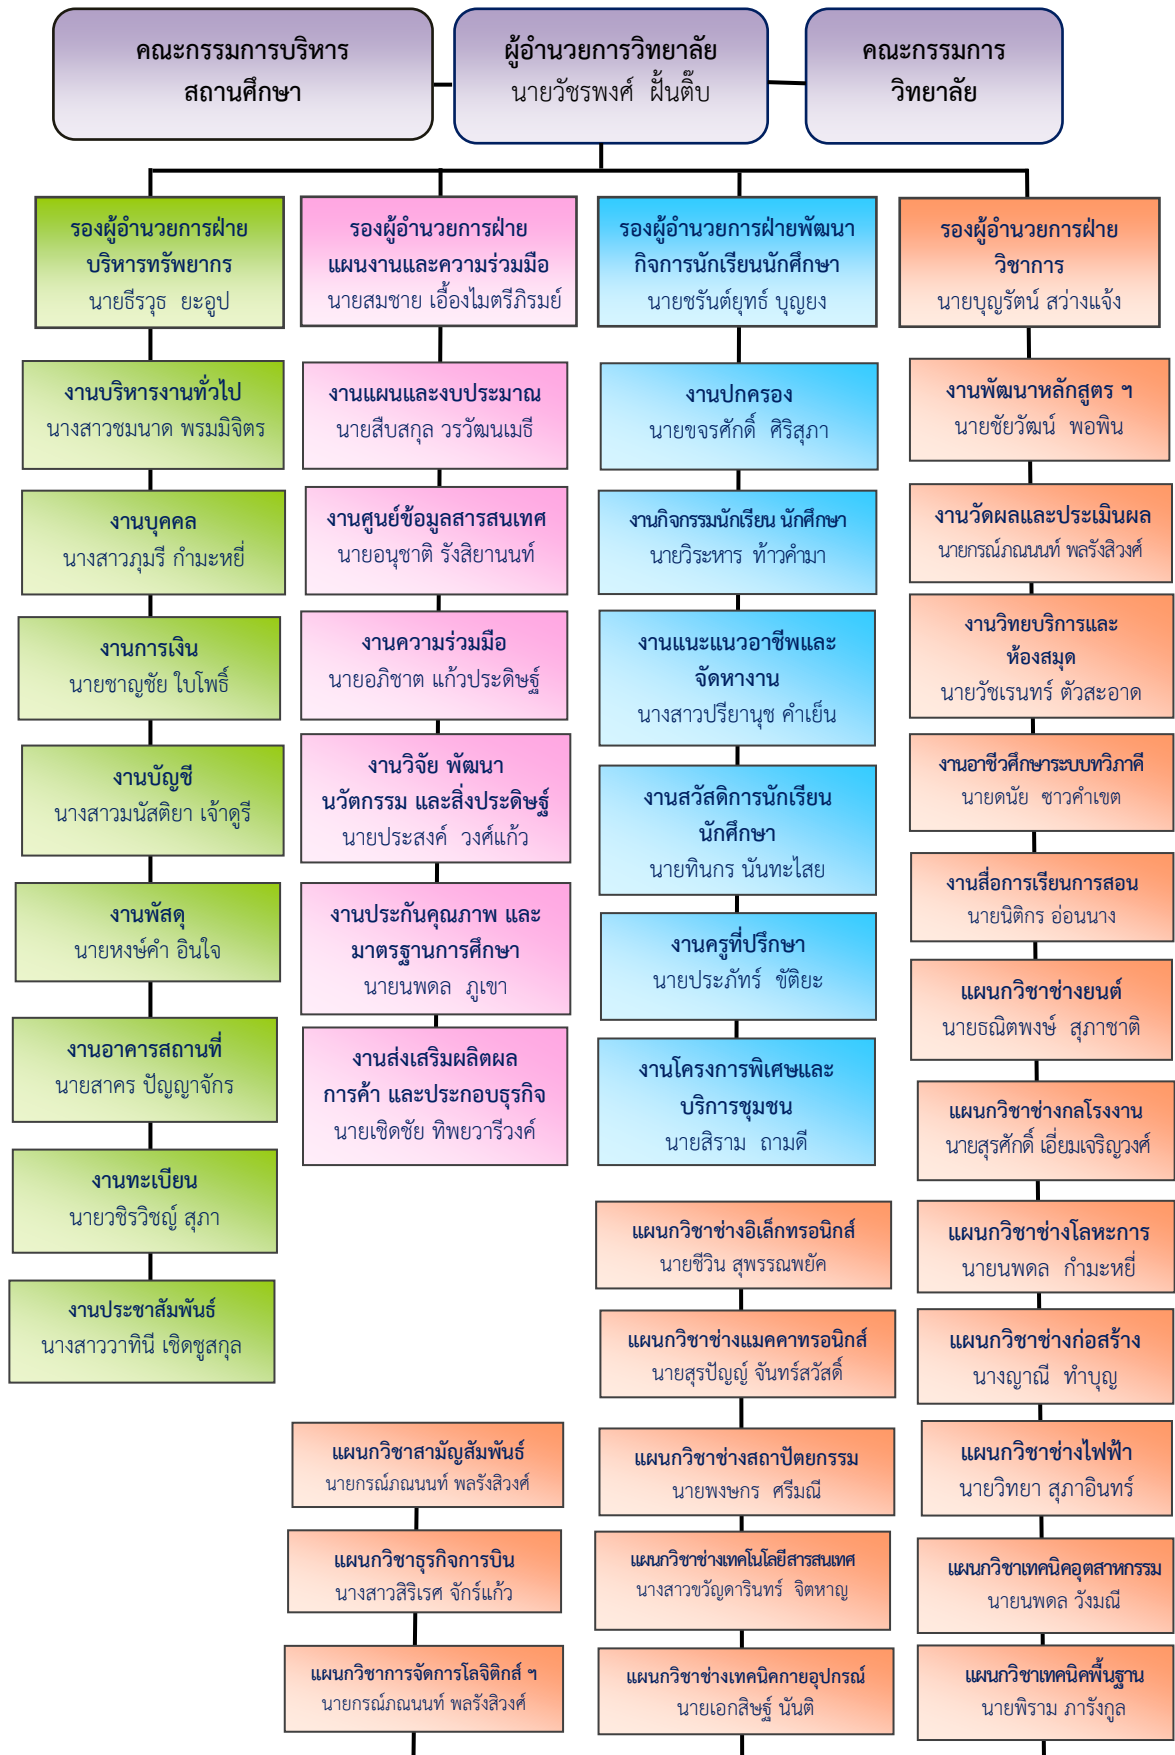 คณะกรรมการบริหาร
สถานศึกษา
ผู้อำนวยการวิทยาลัย
นายวัชรพงศ์ ฝั้นติ๊บ
คณะกรรมการ
วิทยาลัย
รองผู้อำนวยการฝ่าย
บริหารทรัพยากร
นายธีรวุธ ยะอูป
งานบริหารงานทั่วไป
นางสาวชมนาด พรมมิจิตร
งานบุคคล
นางสาวภุมรี กำมะหยี่
งานการเงิน
นายชาญชัย ใบโพธิ์
งานบัญชี
นางสาวมนัสติยา เจ้าดูรี
งานพัสดุ
นายหงษ์คำ อินใจ
งานอาคารสถานที่
นายสาคร ปัญญาจักร
งานทะเบียน
นายวชิรวิชญ์ สุภา
งานประชาสัมพันธ์
นางสาววาทินี เชิดชูสกุล
รองผู้อำนวยการฝ่าย
แผนงานและความร่วมมือ
นายสมชาย เอื้องไมตรีภิรมย์
งานแผนและงบประมาณ
นายสืบสกุล วรวัฒนเมธี
งานศูนย์ข้อมูลสารสนเทศ
นายอนุชาติ รังสิยานนท์
งานความร่วมมือ
นายอภิชาต แก้วประดิษฐ์
งานวิจัย พัฒนา
นวัตกรรม และสิ่งประดิษฐ์
นายประสงค์ วงศ์แก้ว
งานประกันคุณภาพ และ
มาตรฐานการศึกษา
นายนพดล ภูเขา
งานส่งเสริมผลิตผล
การค้า และประกอบธุรกิจ
นายเชิดชัย ทิพยวารีวงค์
รองผู้อำนวยการฝ่ายพัฒนา
กิจการนักเรียนนักศึกษา
นายชรันต์ยุทธ์ บุญยง
งานปกครอง
นายขจรศักดิ์ ศิริสุภา
งานกิจกรรมนักเรียน นักศึกษา
นายวิระหาร ท้าวคำมา
งานแนะแนวอาชีพและ
จัดหางาน
นางสาวปรียานุช คำเย็น
งานสวัสดิการนักเรียน
นักศึกษา
นายทินกร นันทะไสย
งานครูที่ปรึกษา
นายประภัทร์ ขัติยะ
งานโครงการพิเศษและ
บริการชุมชน
นายสิราม ถามดี
รองผู้อำนวยการฝ่าย
วิชาการ
นายบุญรัตน์ สว่างแจ้ง
งานพัฒนาหลักสูตร ฯ
นายชัยวัฒน์ พอพิน
งานวัดผลและประเมินผล
นายกรณ์ภณนนท์ พลรังสิวงศ์
งานวิทยบริการและ
ห้องสมุด
นายวัชเรนทร์ ตัวสะอาด
งานอาชีวศึกษาระบบทวิภาคี
นายดนัย ซาวคำเขต
งานสื่อการเรียนการสอน
นายนิติกร อ่อนนาง
แผนกวิชาช่างยนต์
นายธณิตพงษ์ สุภาชาติ
แผนกวิชาช่างกลโรงงาน
นายสุรศักดิ์ เอี่ยมเจริญวงศ์
แผนกวิชาช่างโลหะการ
นายนพดล กำมะหยี่
แผนกวิชาช่างก่อสร้าง
นางญาณี ทำบุญ
แผนกวิชาช่างไฟฟ้า
นายวิทยา สุภาอินทร์
แผนกวิชาเทคนิคอุตสาหกรรม
นายนพดล วังมณี
แผนกวิชาเทคนิคพื้นฐาน
นายพิราม ภารังกูล
แผนกวิชาช่างอิเล็กทรอนิกส์
นายชีวิน สุพรรณพยัค
แผนกวิชาช่างแมคคาทรอนิกส์
นายสุรปัญญ์ จันทร์สวัสดิ์
แผนกวิชาช่างสถาปัตยกรรม
นายพงษกร ศรีมณี
แผนกวิชาช่างเทคโนโลยีสารสนเทศ
นางสาวขวัญดารินทร์ จิตหาญ
แผนกวิชาช่างเทคนิคกายอุปกรณ์
นายเอกสิษฐ์ นันติ
แผนกวิชาสามัญสัมพันธ์
นายกรณ์ภณนนท์ พลรังสิวงศ์
แผนกวิชาธุรกิจการบิน
นางสาวสิริเรศ จักร์แก้ว
แผนกวิชาการจัดการโลจิติกส์ ฯ
นายกรณ์ภณนนท์ พลรังสิวงศ์